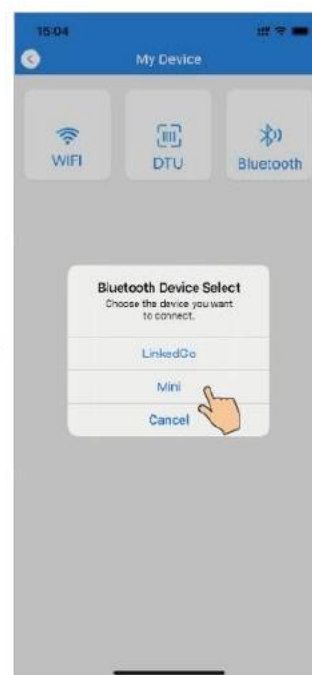 15:04
My Device
WIFI
DTU
Bluetooth
Bluetooth Device Select
Choose the device you want
to connect.
LinkedGo
Mini
Cancel